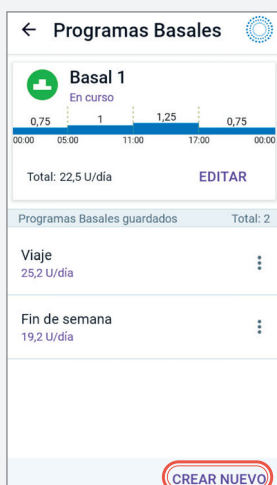 ← Programas Basales
Basal 1
En curso
0,75 1 1,25 0,75
00:00 05:00 11:00 17:00 00:00
Total: 22,5 U/día EDITAR
Programas Basales guardados Total: 2
Viaje
25,2 U/día
Fin de semana
19,2 U/día
CREAR NUEVO